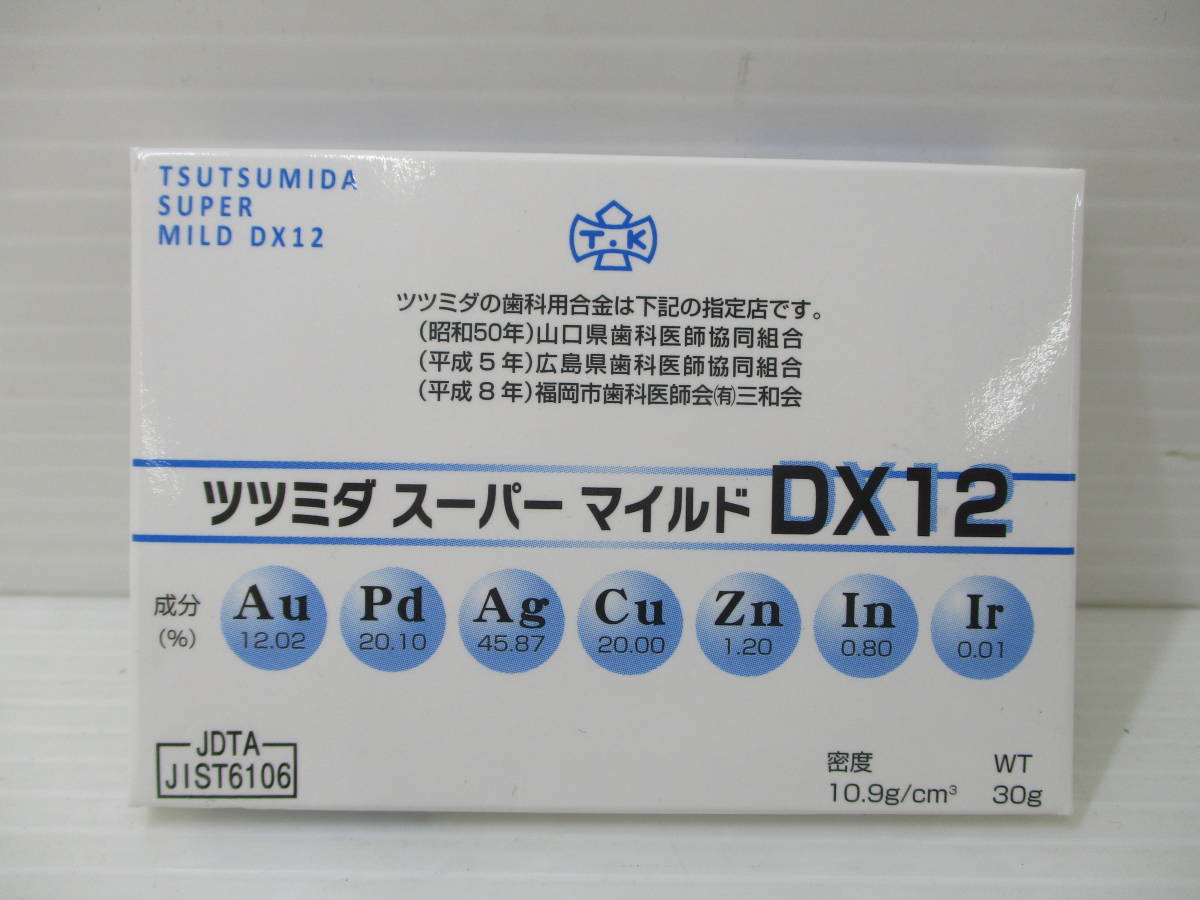 TSUTSUMIDA
SUPER
MILD DX12
T.K
ツツミダの歯科用合金は下記の指定店です。
(昭和50年)山口県歯科医師協同組合
(平成5年)広島県歯科医師協同組合
(平成8年)福岡市歯科医師会㈲三和会
ツツミダ スーパー マイルド DX12
成分 Au Pd Ag Cu Zn In Ir
(%) 12.02 20.10 45.87 20.00 1.20 0.80 0.01
JDTA
JIST6106
密度 WT
10.9g/cm³ 30g